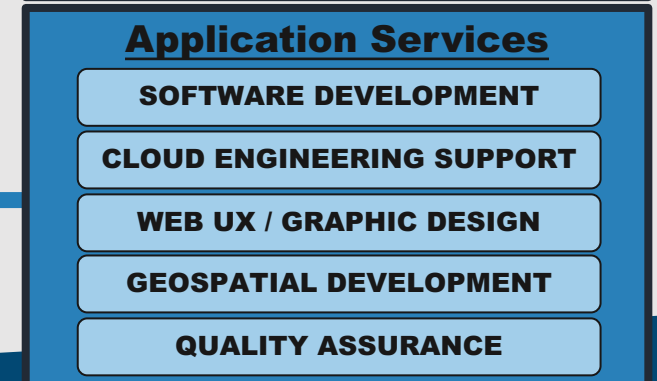 Application Services
SOFTWARE DEVELOPMENT
CLOUD ENGINEERING SUPPORT
WEB UX / GRAPHIC DESIGN
GEOSPATIAL DEVELOPMENT
QUALITY ASSURANCE